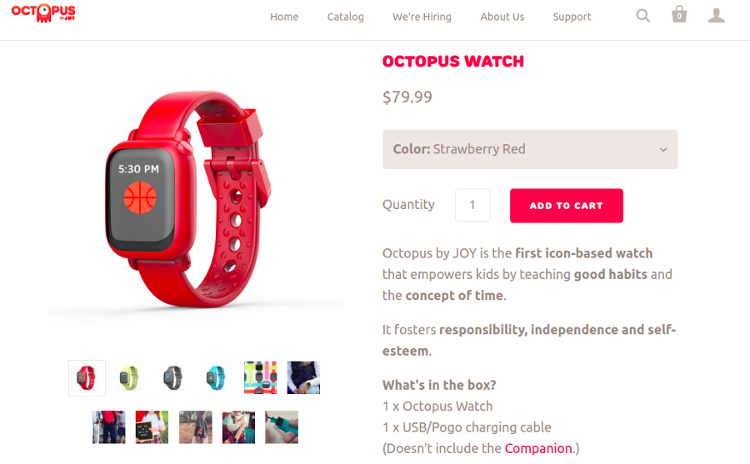 OCTOPUS
by JOY
Home Catalog We're Hiring About Us Support
0
OCTOPUS WATCH
$79.99
Color: Strawberry Red
Quantity 1 ADD TO CART
5:30 PM
Octopus by JOY is the first icon-based watch
that empowers kids by teaching good habits and
the concept of time.
It fosters responsibility, independence and self-
esteem.
What's in the box?
1 x Octopus Watch
1 x USB/Pogo charging cable
(Doesn't include the Companion.)